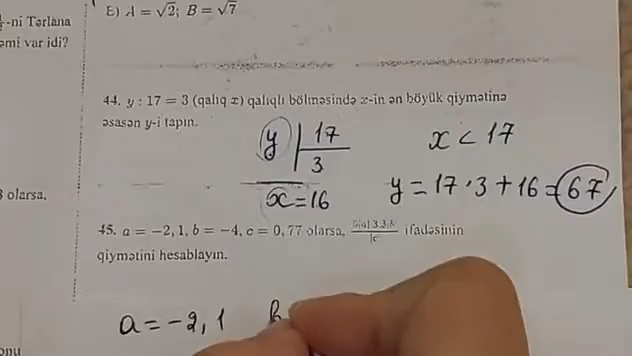 -ni Tərlana
əmi var idi?
E) A = √2; B = √7
44. y : 17 = 3 (qalıq x) qalıqlı bölməsində x-in ən böyük qiymətinə
əsasən y-i tapın.
y | 17
3
x = 16
x < 17
y = 17 · 3 + 16 = 67
olarsa,
45. a = −2,1, b = −4, c = 0,77 olarsa, ifadəsinin
qiymətini hesablayın.
a = -2,1 b
onu